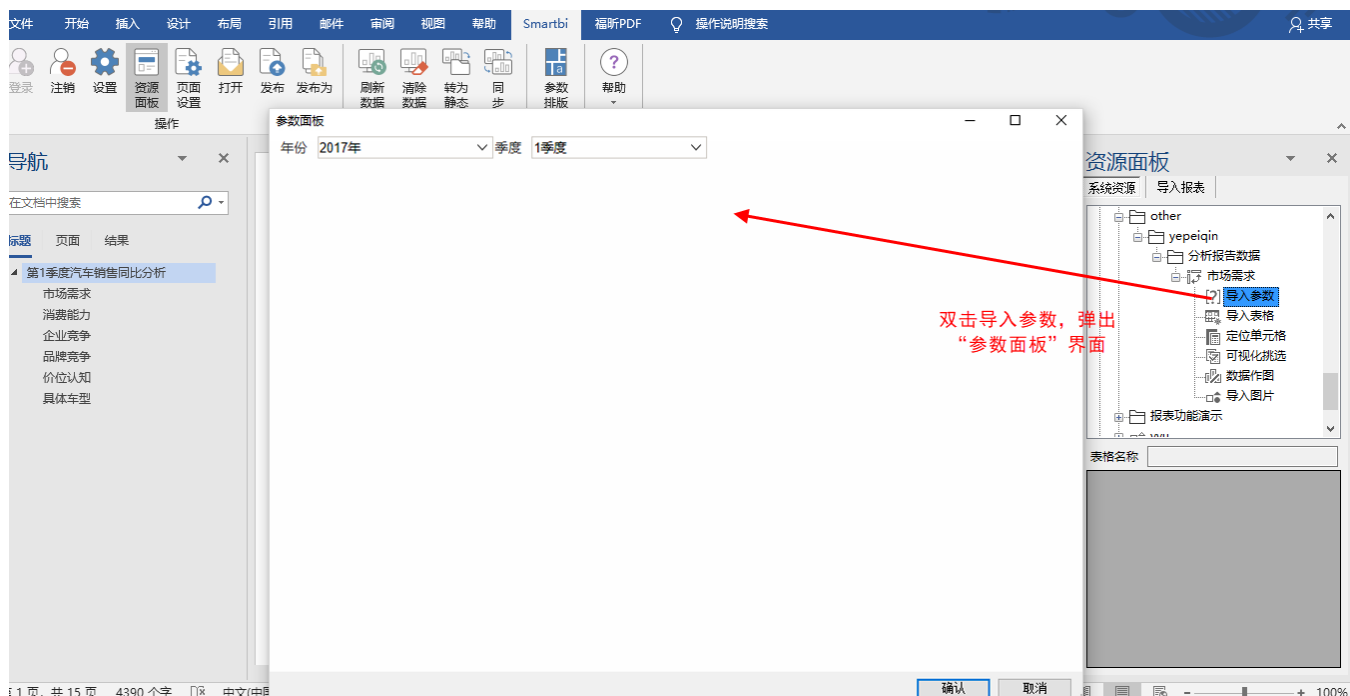 文件 开始 插入 设计 布局 引用 邮件 审阅 视图 帮助 Smartbi 福昕PDF 操作说明搜索 共享
登录 注销 设置 资源面板 页面设置 打开 发布 发布为 刷新数据 清除数据 转为静态 同步 参数排版 帮助
操作
参数面板
年份 2017年 季度 1季度
导航
在文档中搜索
标题 页面 结果
第1季度汽车销售同比分析
市场需求
消费能力
企业竞争
品牌竞争
价位认知
具体车型
双击导入参数，弹出
“参数面板”界面
资源面板
系统资源 导入报表
other
yepeiqin
分析报告数据
市场需求
导入参数
导入表格
定位单元格
可视化挑选
数据作图
导入图片
报表功能演示
表格名称
确认 取消
第 1 页，共 15 页 4390 个字 中文(中国 100%